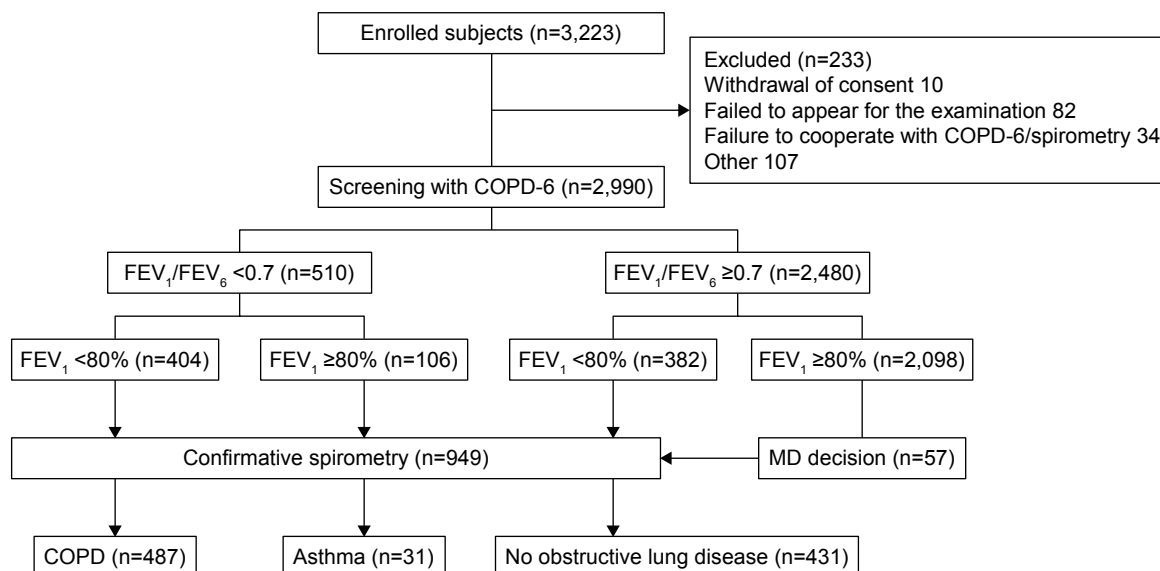 Enrolled subjects (n=3,223)
Excluded (n=233)
Withdrawal of consent 10
Failed to appear for the examination 82
Failure to cooperate with COPD-6/spirometry 34
Other 107
Screening with COPD-6 (n=2,990)
FEV₁/FEV₆ <0.7 (n=510)
FEV₁/FEV₆ ≥0.7 (n=2,480)
FEV₁ <80% (n=404)
FEV₁ ≥80% (n=106)
FEV₁ <80% (n=382)
FEV₁ ≥80% (n=2,098)
Confirmative spirometry (n=949)
MD decision (n=57)
COPD (n=487)
Asthma (n=31)
No obstructive lung disease (n=431)